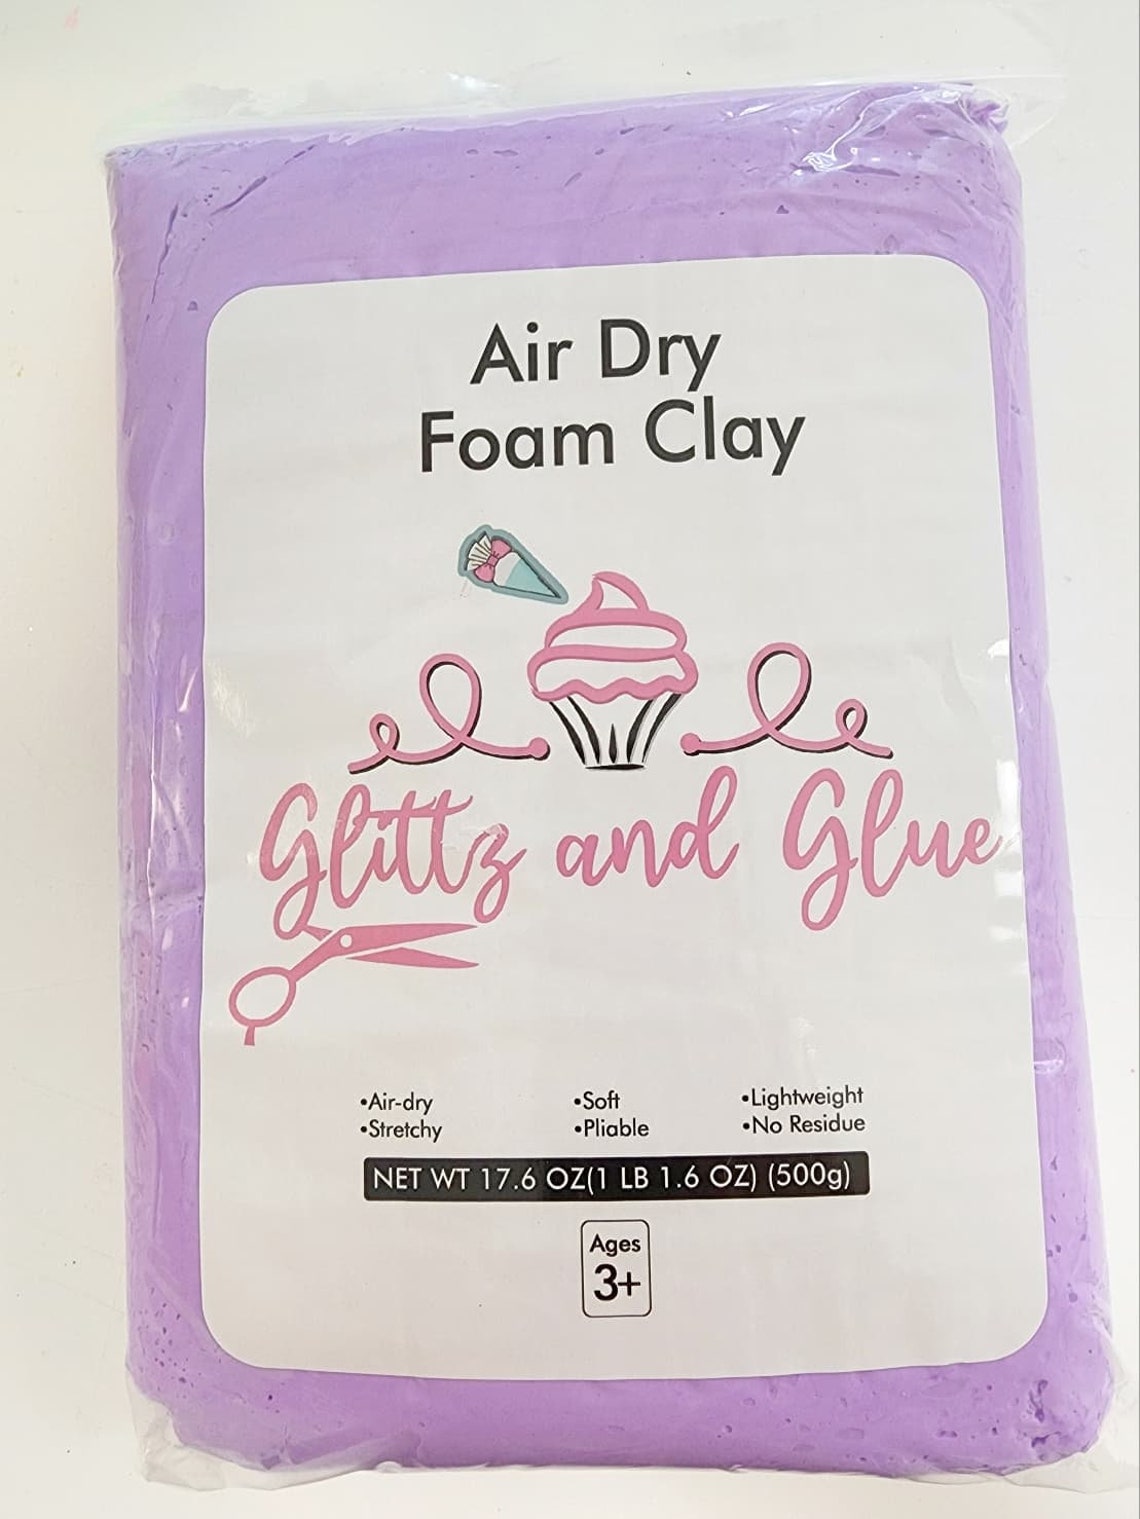 Air Dry
Foam Clay
Glittz and Glue
•Air-dry •Soft •Lightweight
•Stretchy •Pliable •No Residue
NET WT 17.6 OZ(1 LB 1.6 OZ) (500g)
Ages
3+